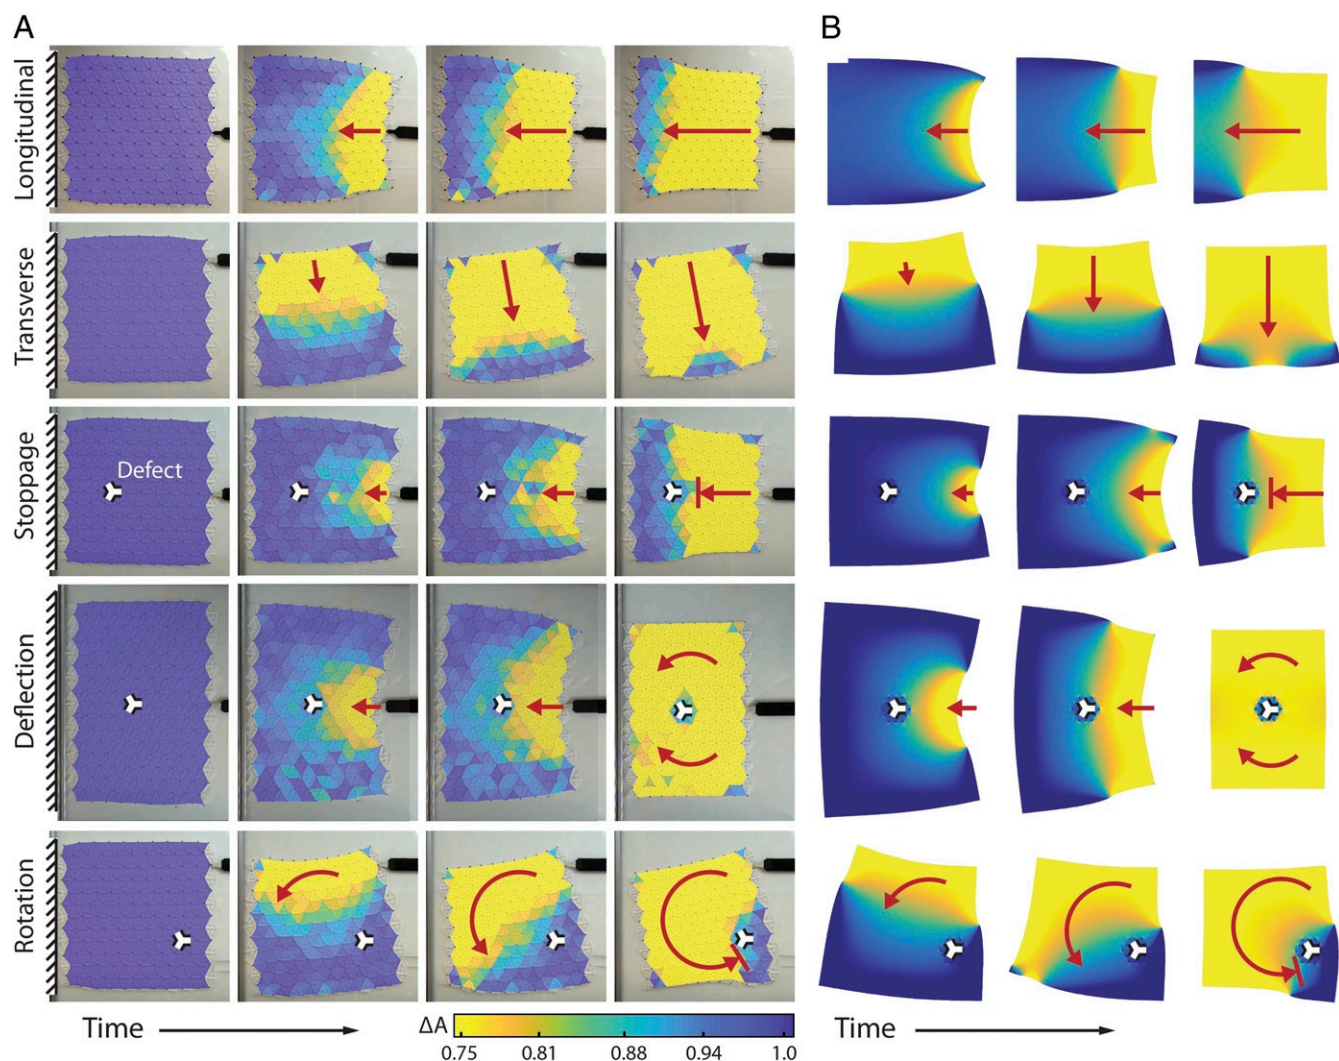 A
B
Longitudinal
Transverse
Stoppage
Defect
Deflection
Rotation
Time
ΔA
0.75 0.81 0.88 0.94 1.0
Time